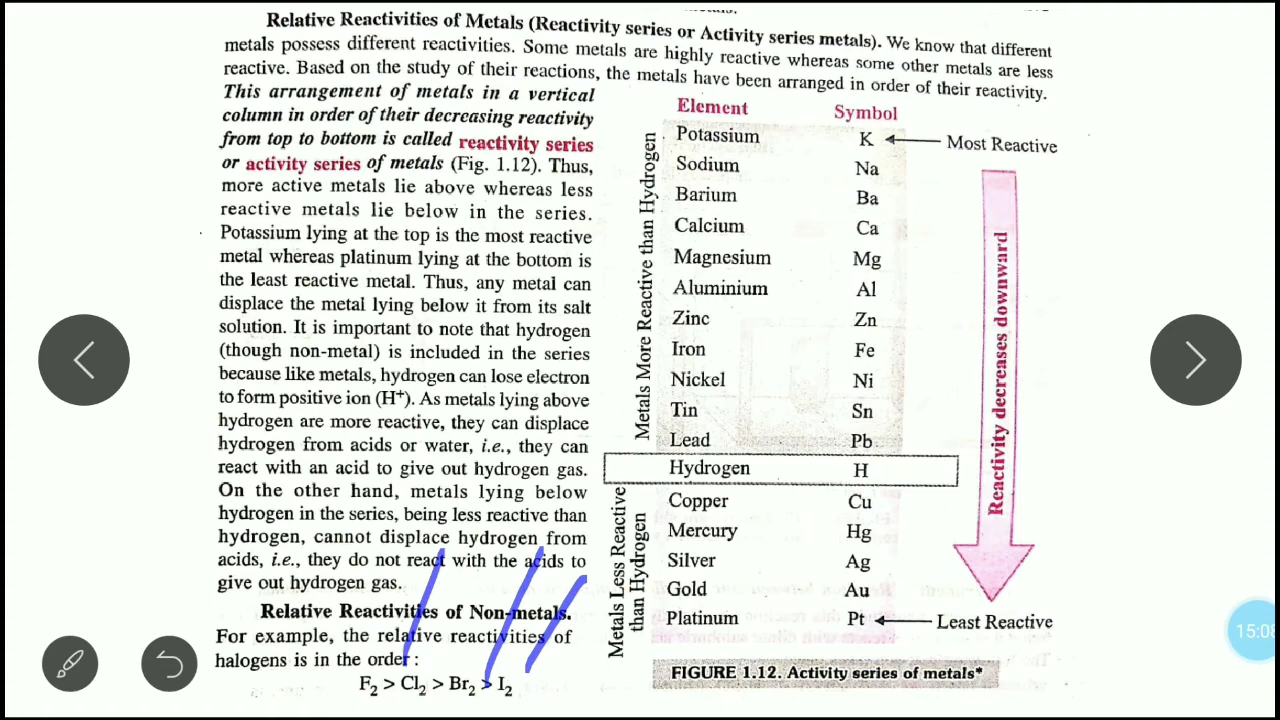 Relative Reactivities of Metals (Reactivity series or Activity series metals). We know that different
metals possess different reactivities. Some metals are highly reactive whereas some other metals are less
reactive. Based on the study of their reactions, the metals have been arranged in order of their reactivity.
This arrangement of metals in a vertical
column in order of their decreasing reactivity
from top to bottom is called reactivity series
or activity series of metals (Fig. 1.12). Thus,
more active metals lie above whereas less
reactive metals lie below in the series.
Potassium lying at the top is the most reactive
metal whereas platinum lying at the bottom is
the least reactive metal. Thus, any metal can
displace the metal lying below it from its salt
solution. It is important to note that hydrogen
(though non-metal) is included in the series
because like metals, hydrogen can lose electron
to form positive ion (H⁺). As metals lying above
hydrogen are more reactive, they can displace
hydrogen from acids or water, i.e., they can
react with an acid to give out hydrogen gas.
On the other hand, metals lying below
hydrogen in the series, being less reactive than
hydrogen, cannot displace hydrogen from
acids, i.e., they do not react with the acids to
give out hydrogen gas.
Relative Reactivities of Non-metals.
For example, the relative reactivities of
halogens is in the order :
F₂ > Cl₂ > Br₂ > I₂
Element Symbol
Potassium K Most Reactive
Sodium Na
Barium Ba
Calcium Ca
Magnesium Mg
Aluminium Al
Zinc Zn
Iron Fe
Nickel Ni
Tin Sn
Lead Pb
Hydrogen H
Copper Cu
Mercury Hg
Silver Ag
Gold Au
Platinum Pt Least Reactive
Metals More Reactive than Hydrogen
Metals Less Reactive
than Hydrogen
Reactivity decreases downward
FIGURE 1.12. Activity series of metals*
15:08